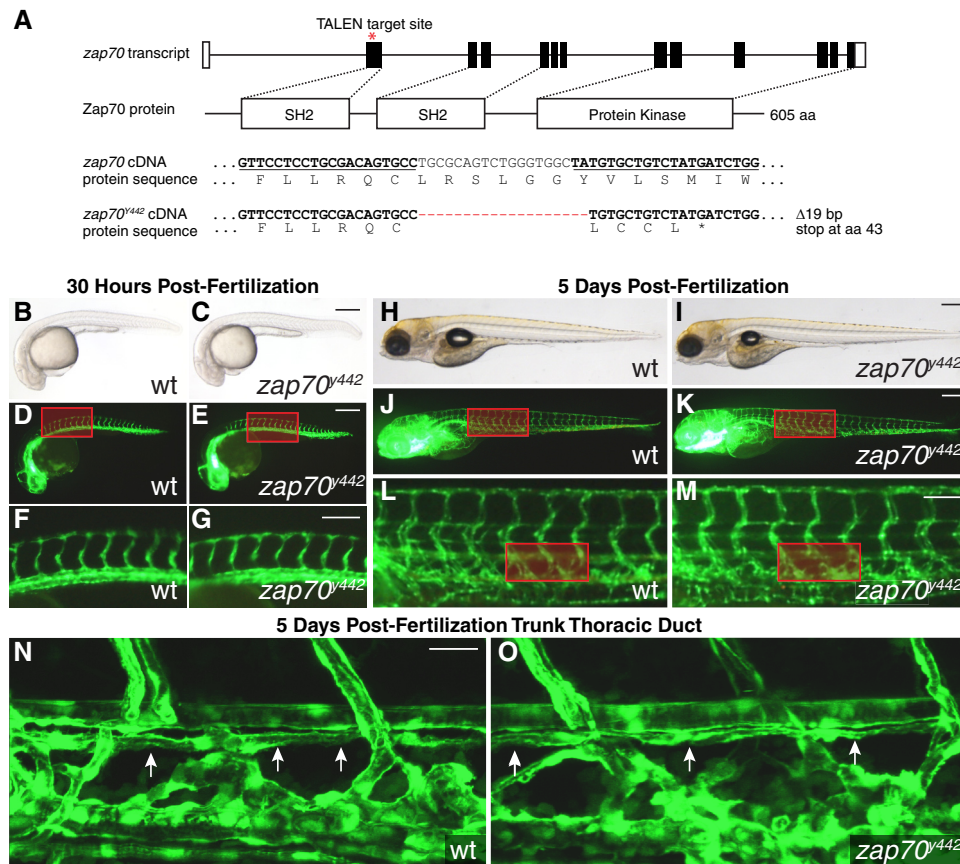 A
TALEN target site
*
zap70 transcript
Zap70 protein
SH2
SH2
Protein Kinase
605 aa
zap70 cDNA
...GTTCCTCCTGCGACAGTGCCTGCGCAGTCTGGGTGGCTATGTGCTGTCTATGATCTGG...
protein sequence
... F L L R Q C L R S L G G Y V L S M I W ...
zap70Y442 cDNA
...GTTCCTCCTGCGACAGTGCC-------------------TGTGCTGTCTATGATCTGG...
Δ19 bp
protein sequence
... F L L R Q C L C C L *
stop at aa 43
30 Hours Post-Fertilization
5 Days Post-Fertilization
B
wt
C
zap70y442
H
wt
I
zap70y442
D
wt
E
zap70y442
J
wt
K
zap70y442
F
wt
G
zap70y442
L
wt
M
zap70y442
5 Days Post-Fertilization Trunk Thoracic Duct
N
wt
O
zap70y442